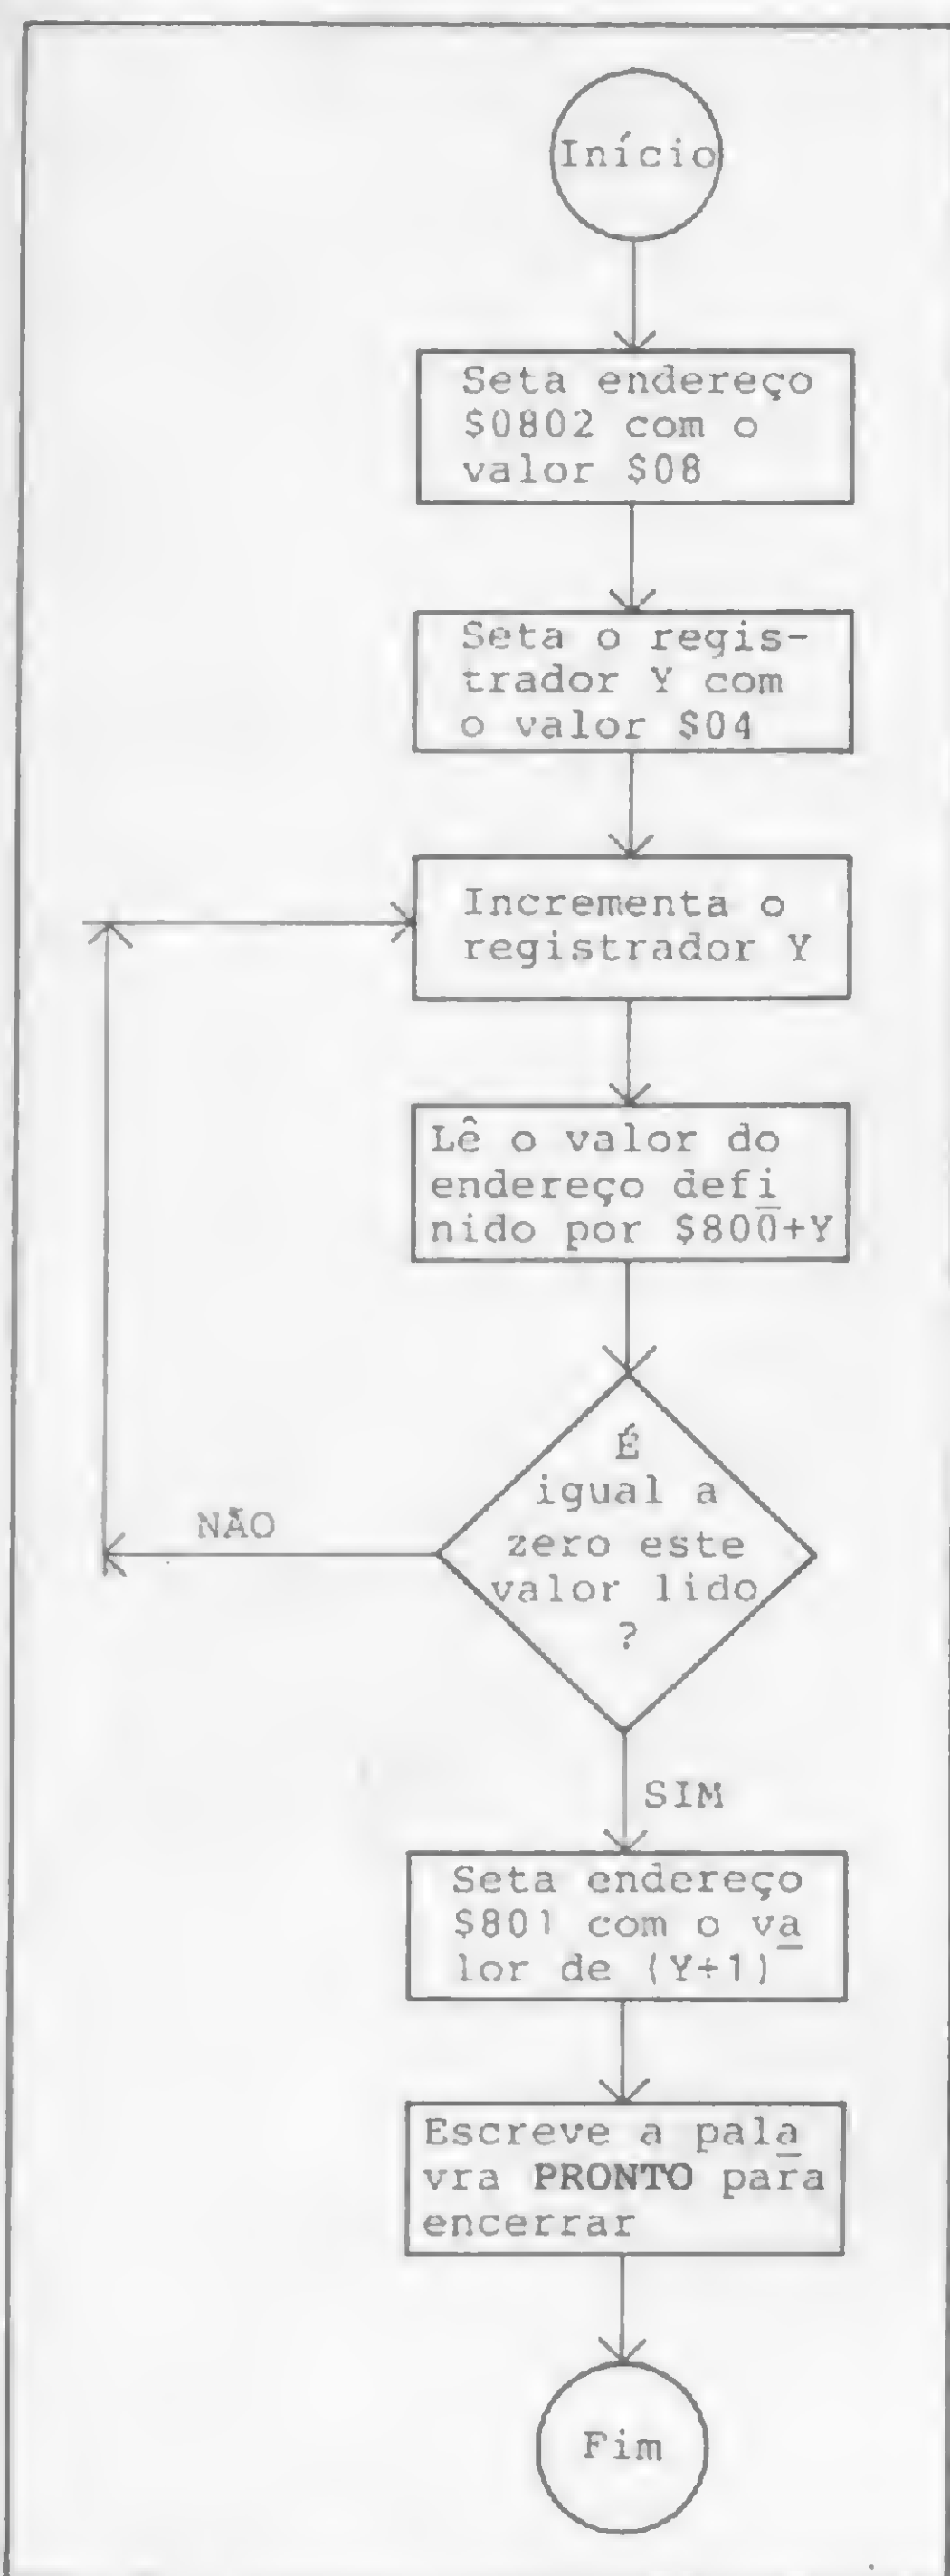 Início
Seta endereço
$0802 com o
valor $08
Seta o regis-
trador Y com
o valor $04
Incrementa o
registrador Y
Lê o valor do
endereço defi
nido por $800+Y
É
igual a
zero este
valor lido
?
NÃO
SIM
Seta endereço
$801 com o va
lor de (Y+1)
Escreve a pala
vra PRONTO para
encerrar
Fim